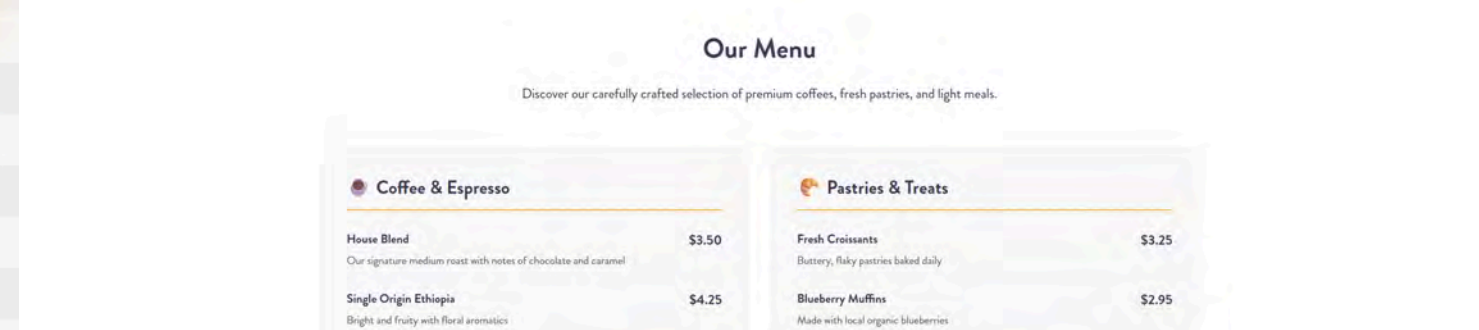 Our Menu
Discover our carefully crafted selection of premium coffees, fresh pastries, and light meals.
Coffee & Espresso
House Blend $3.50
Our signature medium roast with notes of chocolate and caramel
Single Origin Ethiopia $4.25
Bright and fruity with floral aromatics
Pastries & Treats
Fresh Croissants $3.25
Buttery, flaky pastries baked daily
Blueberry Muffins $2.95
Made with local organic blueberries